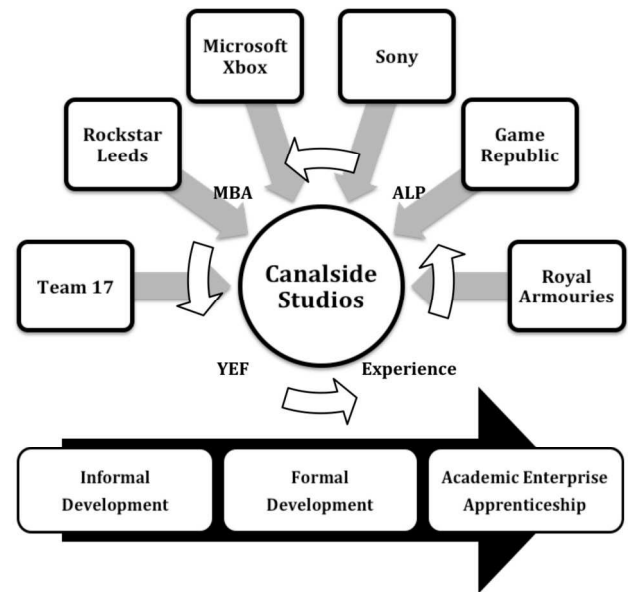 Microsoft
Xbox
Sony
Rockstar
Leeds
Game
Republic
MBA
ALP
Team 17
Canalside
Studios
Royal
Armouries
YEF
Experience
Informal
Development
Formal
Development
Academic Enterprise
Apprenticeship